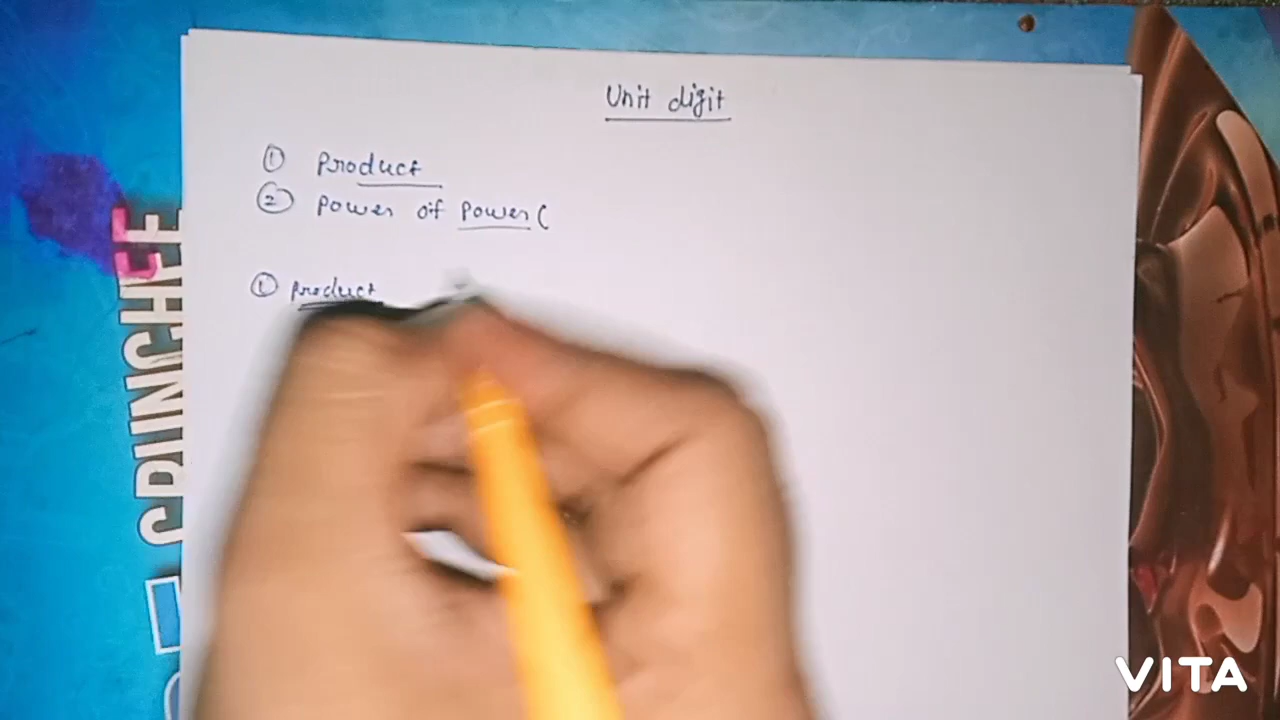 Unit digit
① Product
② Power of Power (
① Product
CRUNCHEE
VITA